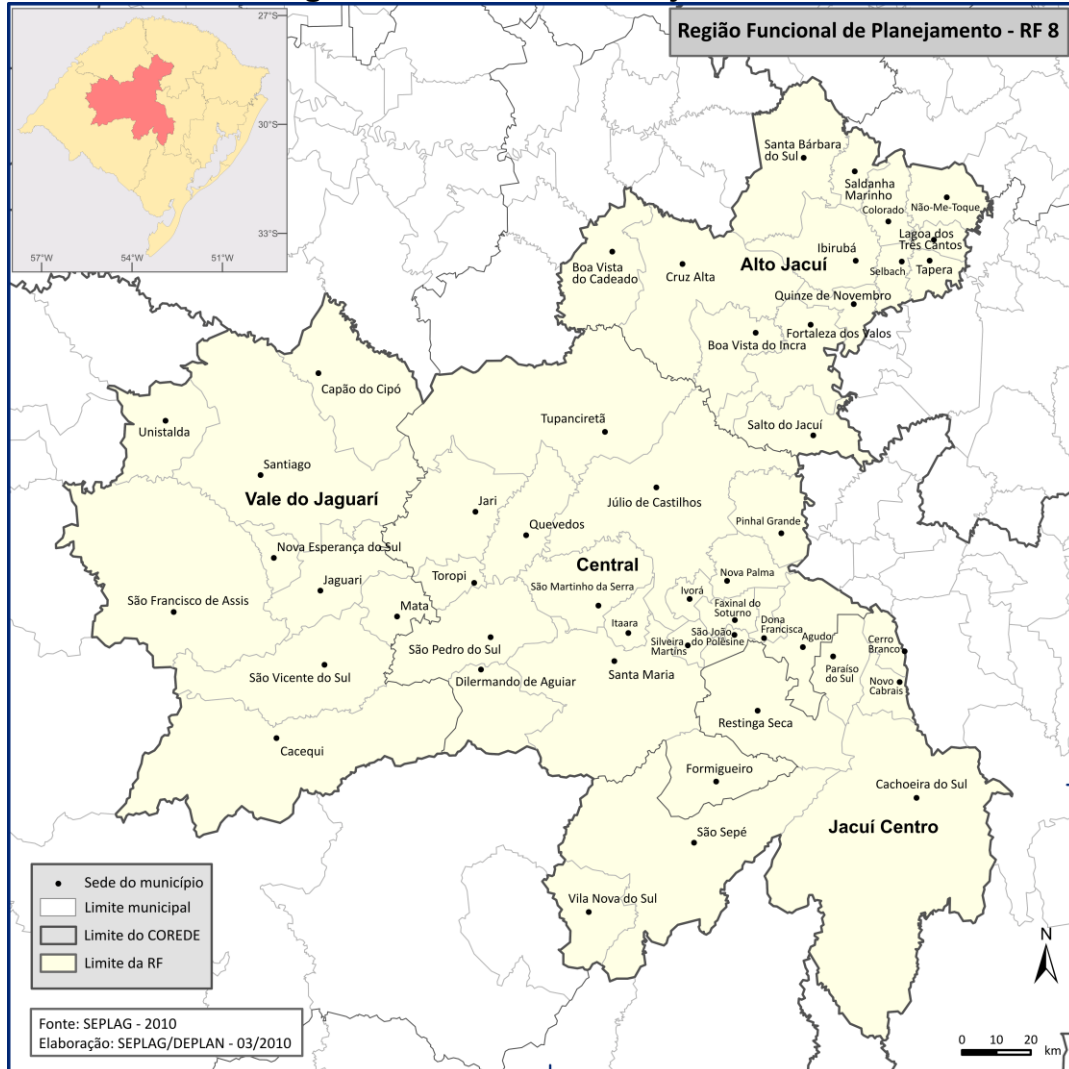 Região Funcional de Planejamento - RF 8
27°S
30°S
33°S
57°W
54°W
51°W
Santa Bárbara
do Sul
Saldanha
Marinho
Não-Me-Toque
Colorado
Lagoa dos
Três Cantos
Ibirubá
Boa Vista
do Cadeado
Cruz Alta
Alto Jacuí
Selbach
Tapera
Quinze de Novembro
Fortaleza dos Valos
Boa Vista do Incra
Capão do Cipó
Tupanciretã
Salto do Jacuí
Unistalda
Santiago
Vale do Jaguarí
Jari
Júlio de Castilhos
Quevedos
Pinhal Grande
Nova Esperança do Sul
Central
Toropi
São Martinho da Serra
Nova Palma
Jaguari
Ivorá
São Francisco de Assis
Mata
Faxinal do
Soturno
Itaara
Dona
Francisca
São João
do Polêsine
Silveira
Martins
Agudo
Cerro
Branco
São Pedro do Sul
Paraíso
do Sul
São Vicente do Sul
Dilermando de Aguiar
Santa Maria
Novo
Cabrais
Restinga Seca
Cacequi
Formigueiro
Cachoeira do Sul
São Sepé
Jacuí Centro
Vila Nova do Sul
Sede do município
Limite municipal
Limite do COREDE
Limite da RF
N
Fonte: SEPLAG - 2010
Elaboração: SEPLAG/DEPLAN - 03/2010
0 10 20
km